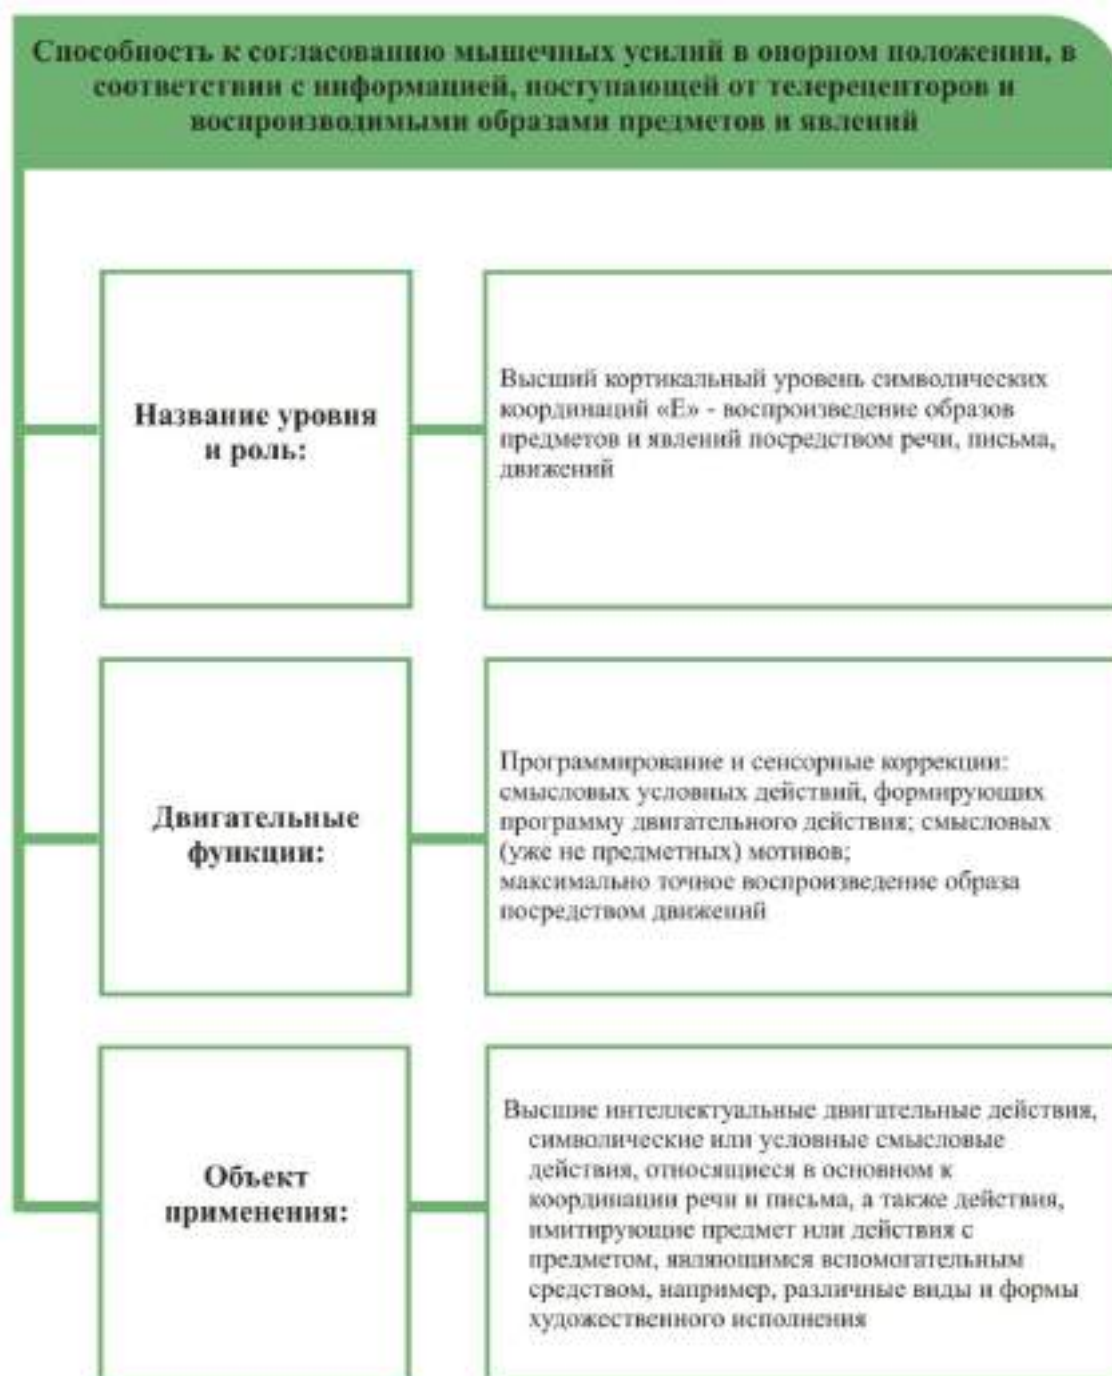 Способность к согласованию мышечных усилий в опорном положении, в
соответствии с информацией, поступающей от телерецепторов и
воспроизводимыми образами предметов и явлений
Название уровня
и роль:
Высший кортикальный уровень символических
координаций «Е» - воспроизведение образов
предметов и явлений посредством речи, письма,
движений
Двигательные
функции:
Программирование и сенсорные коррекции:
смысловых условных действий, формирующих
программу двигательного действия; смысловых
(уже не предметных) мотивов;
максимально точное воспроизведение образа
посредством движений
Объект
применения:
Высшие интеллектуальные двигательные действия,
символические или условные смысловые
действия, относящиеся в основном к
координации речи и письма, а также действия,
имитирующие предмет или действия с
предметом, являющимся вспомогательным
средством, например, различные виды и формы
художественного исполнения